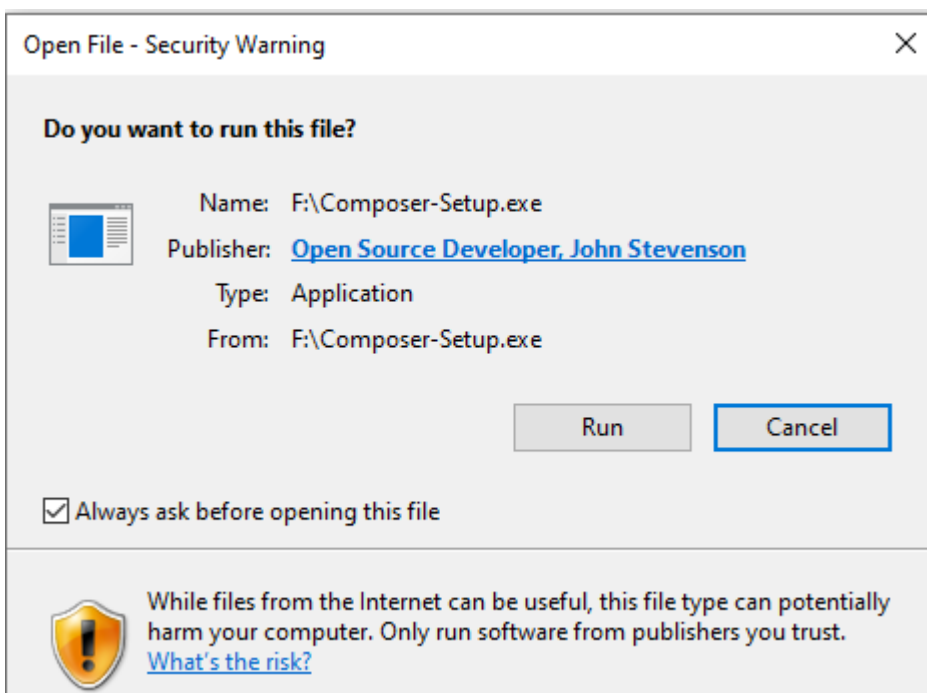 Open File - Security Warning
Do you want to run this file?
Name: F:\Composer-Setup.exe
Publisher: Open Source Developer, John Stevenson
Type: Application
From: F:\Composer-Setup.exe
Run Cancel
Always ask before opening this file
While files from the Internet can be useful, this file type can potentially
harm your computer. Only run software from publishers you trust.
What's the risk?